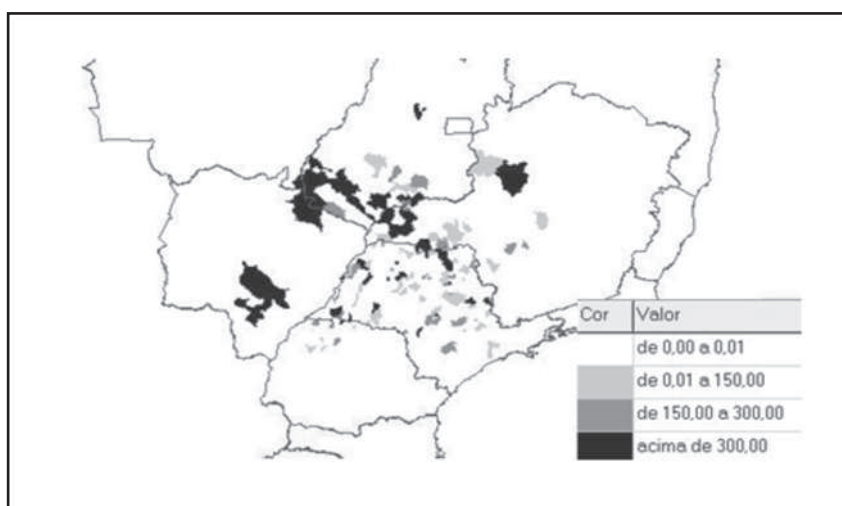 Cor Valor
de 0,00 a 0,01
de 0,01 a 150,00
de 150,00 a 300,00
acima de 300,00